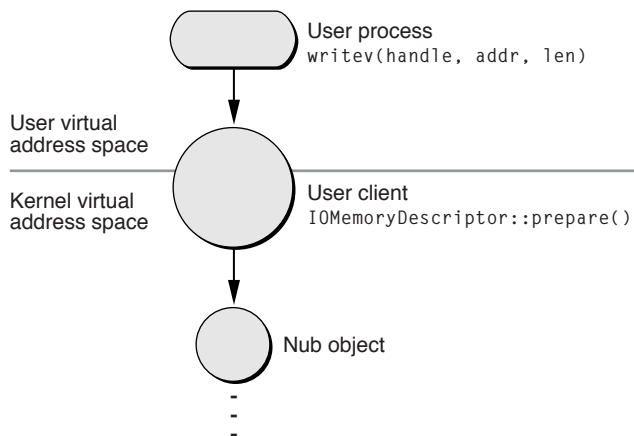 User process
writev(handle, addr, len)
User virtual
address space
Kernel virtual
address space
User client
IOMemoryDescriptor::prepare()
Nub object